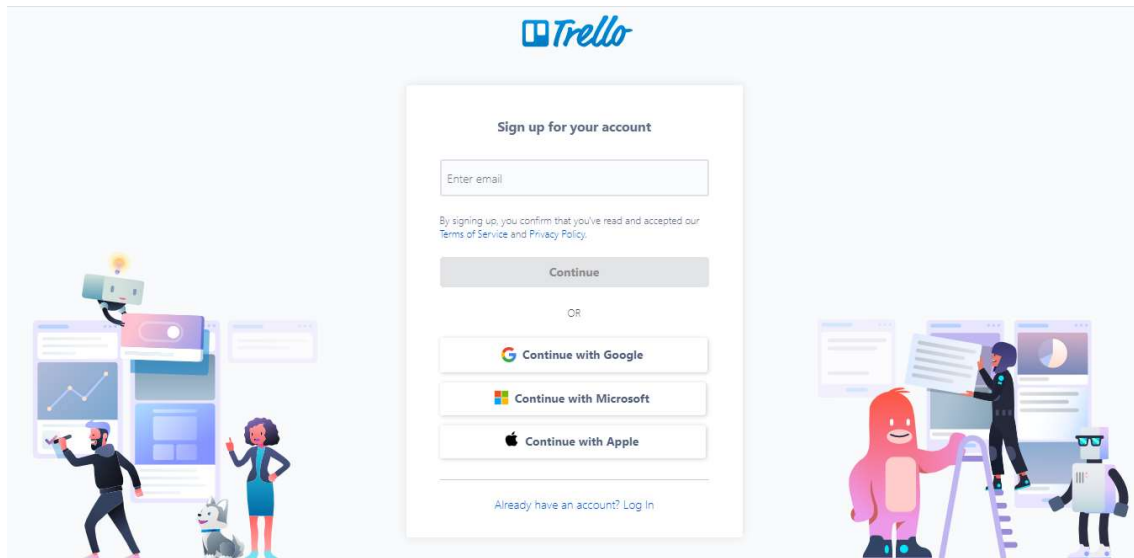 Trello
Sign up for your account
Enter email
By signing up, you confirm that you've read and accepted our
Terms of Service and Privacy Policy.
Continue
OR
Continue with Google
Continue with Microsoft
Continue with Apple
Already have an account? Log In